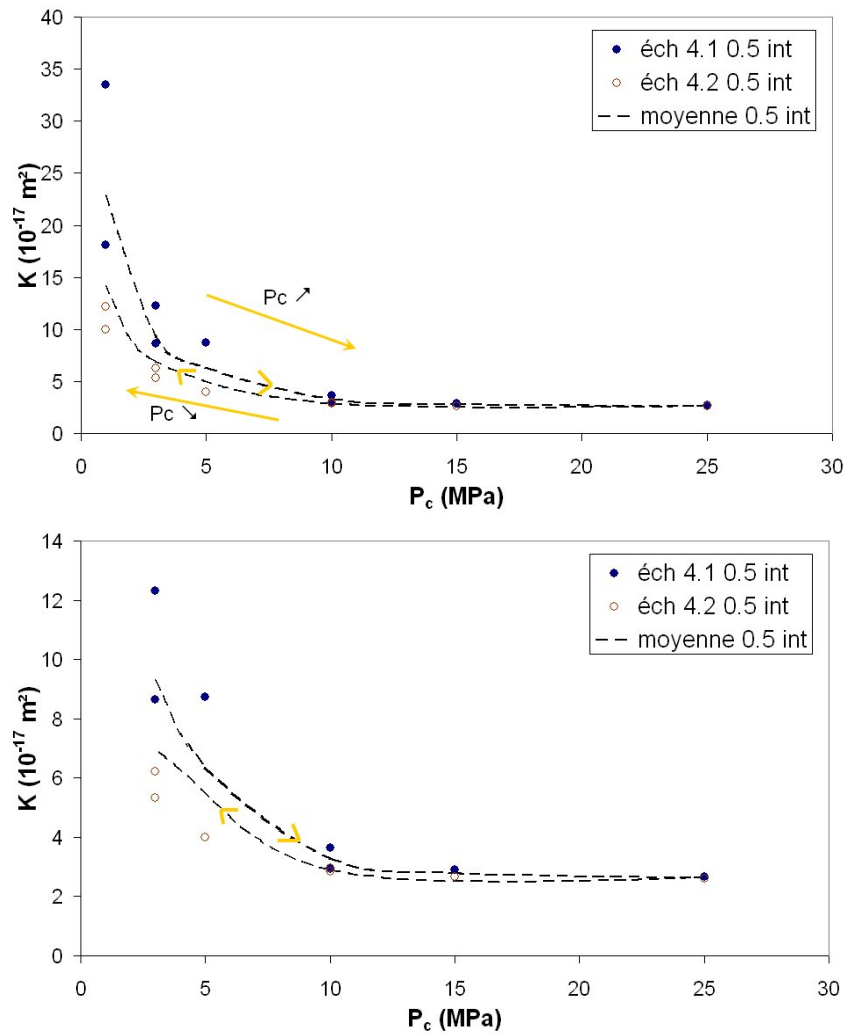 40
35
30
25
20
15
10
5
0
K (10⁻¹⁷ m²)
éch 4.1 0.5 int
éch 4.2 0.5 int
moyenne 0.5 int
Pc ↗
Pc ↘
0 5 10 15 20 25 30
P_c (MPa)
14
12
10
8
6
4
2
0
K (10⁻¹⁷ m²)
éch 4.1 0.5 int
éch 4.2 0.5 int
moyenne 0.5 int
0 5 10 15 20 25 30
P_c (MPa)